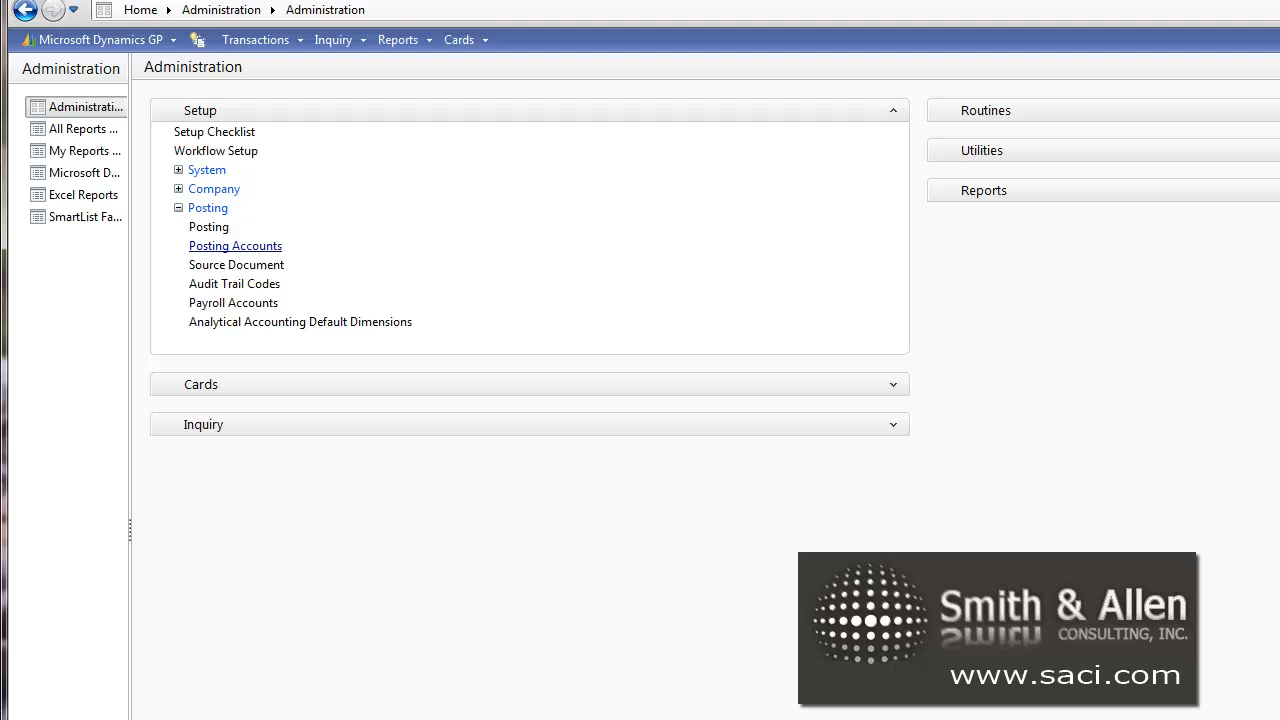 Home Administration Administration
Microsoft Dynamics GP Transactions Inquiry Reports Cards
Administration
Administrati...
All Reports ...
My Reports ...
Microsoft D...
Excel Reports
SmartList Fa...
Administration
Setup
Setup Checklist
Workflow Setup
System
Company
Posting
Posting
Posting Accounts
Source Document
Audit Trail Codes
Payroll Accounts
Analytical Accounting Default Dimensions
Cards
Inquiry
Routines
Utilities
Reports
Smith & Allen
CONSULTING, INC.
www.saci.com